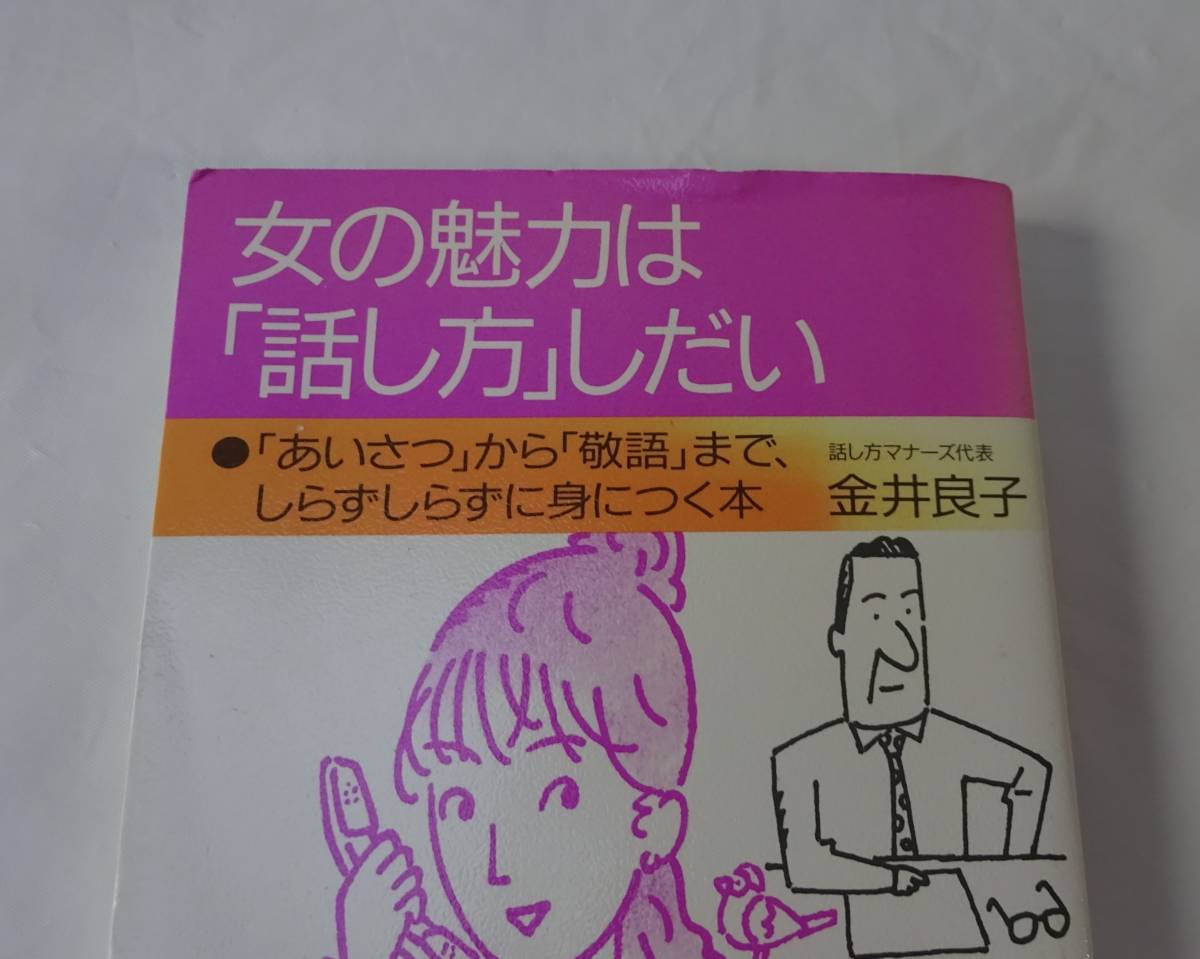 女の魅力は
「話し方」しだい
●「あいさつ」から「敬語」まで、
しらずしらずに身につく本
話し方マナーズ代表
金井良子